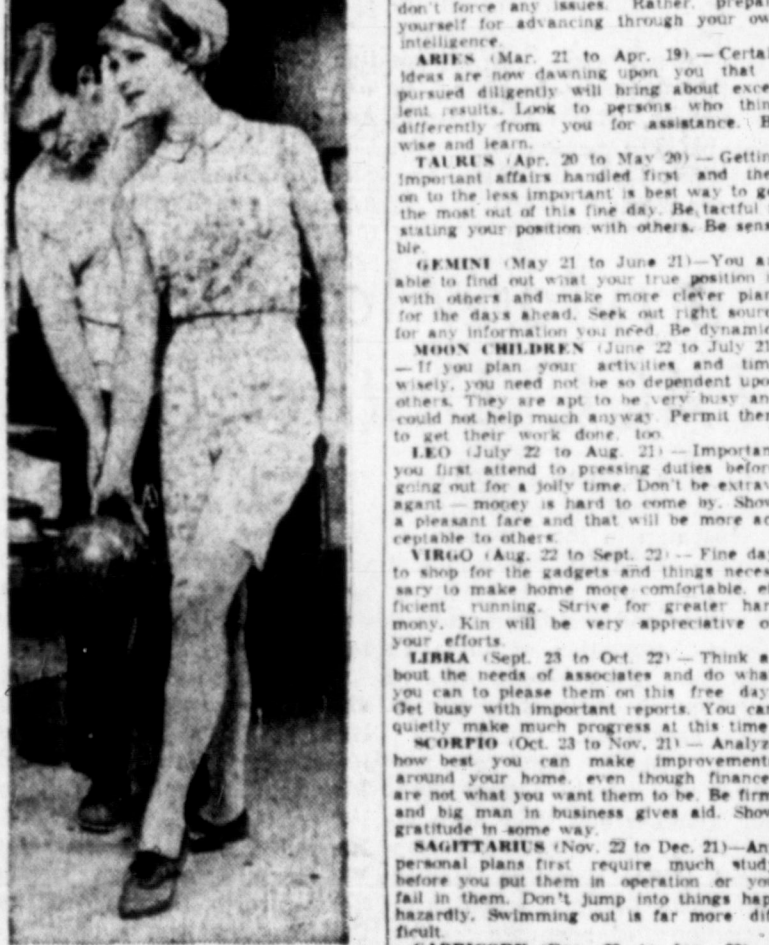 don't force any issues. Rather, prepa
yourself for advancing through your ow
intelligence.
ARIES (Mar. 21 to Apr. 19) — Certai
ideas are now dawning upon you that
pursued diligently will bring about exce
lent results. Look to persons who thin
differently from you for assistance. B
wise and learn.
TAURUS (Apr. 20 to May 20) — Gettin
important affairs handled first and the
on to the less important is best way to ge
the most out of this fine day. Be tactful
stating your position with others. Be sens
ble.
GEMINI (May 21 to June 21)—You a
able to find out what your true position i
with others and make more clever plan
for the days ahead. Seek out right sourc
for any information you need. Be dynamic
MOON CHILDREN (June 22 to July 21
— If you plan your activities and tim
wisely, you need not be so dependent upo
others. They are apt to be very busy an
could not help much anyway. Permit ther
to get their work done, too.
LEO (July 22 to Aug. 21) — Importan
you first attend to pressing duties befor
going out for a jolly time. Don't be extrav
agant — money is hard to come by. Show
a pleasant face and that will be more ac
ceptable to others.
VIRGO (Aug. 22 to Sept. 22) — Fine day
to shop for the gadgets and things neces
sary to make home more comfortable, ef
ficient running. Strive for greater har
mony. Kin will be very appreciative o
your efforts.
LIBRA (Sept. 23 to Oct. 22) — Think a
bout the needs of associates and do wha
you can to please them on this free day
Get busy with important reports. You can
quietly make much progress at this time
SCORPIO (Oct. 23 to Nov. 21) — Analyz
how best you can make improvement
around your home, even though finance
are not what you want them to be. Be firm
and big man in business gives aid. Show
gratitude in some way.
SAGITTARIUS (Nov. 22 to Dec. 21)—An
personal plans first require much stud
before you put them in operation or you
fail in them. Don't jump into things hap
hazardly. Swimming out is far more dif
ficult.